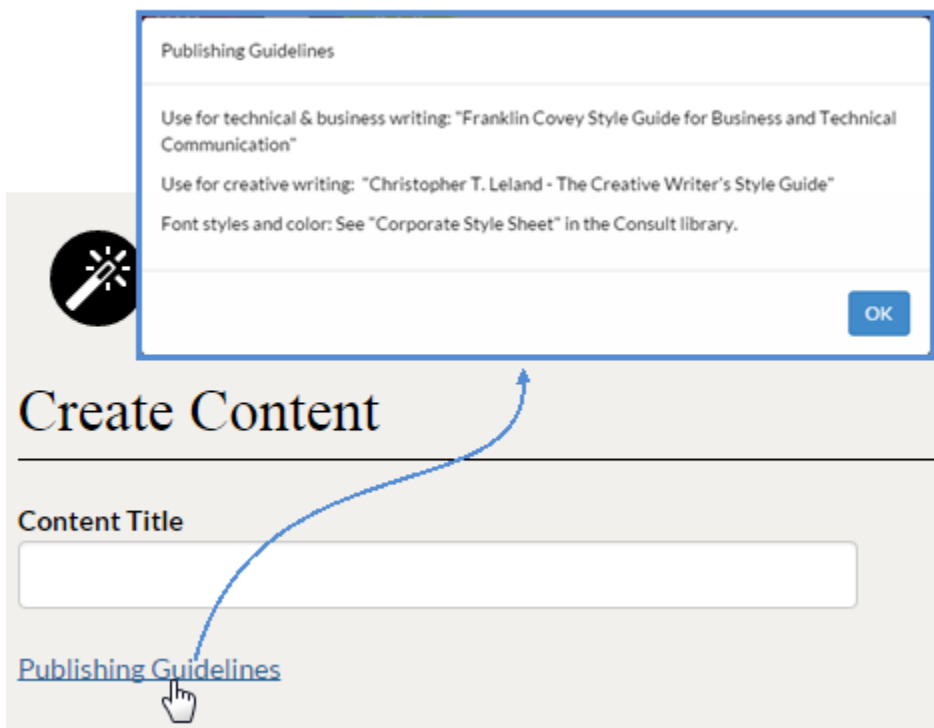 Publishing Guidelines
Use for technical & business writing: "Franklin Covey Style Guide for Business and Technical
Communication"
Use for creative writing:  "Christopher T. Leland - The Creative Writer's Style Guide"
Font styles and color: See "Corporate Style Sheet" in the Consult library.
OK
Create Content
Content Title
Publishing Guidelines